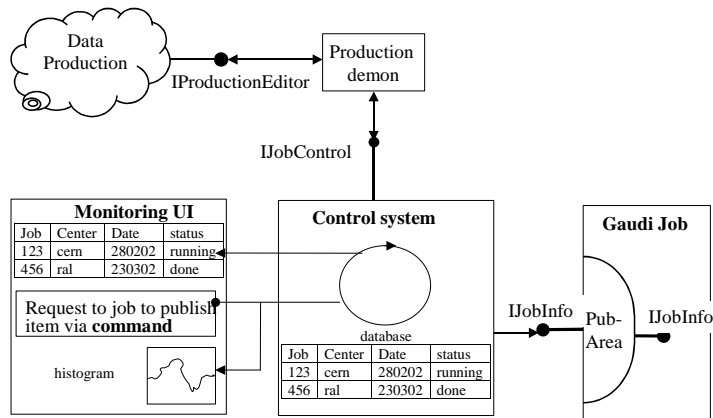 Data
Production
IProductionEditor
Production
demon
IJobControl
Monitoring UI
Job Center Date status
123 cern 280202 running
456 ral 230302 done
Request to job to publish
item via command
histogram
Control system
database
Job Center Date status
123 cern 280202 running
456 ral 230302 done
Gaudi Job
IJobInfo
Pub-
Area
IJobInfo